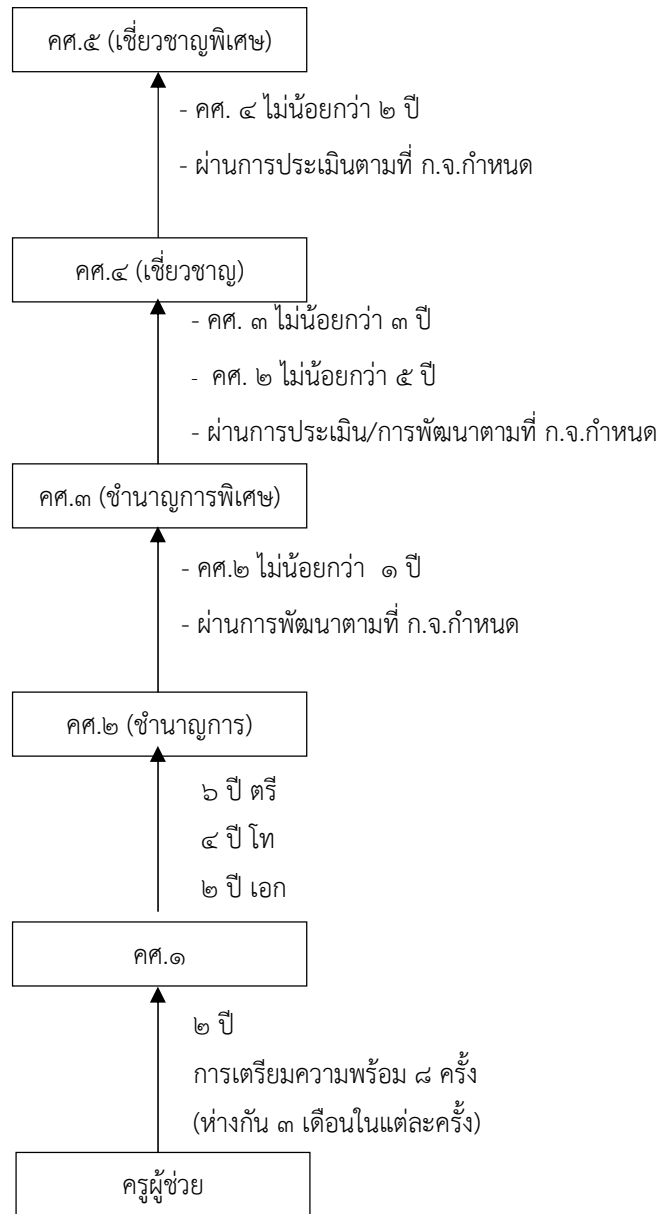 คศ.๕ (เชี่ยวชาญพิเศษ)
- คศ. ๔ ไม่น้อยกว่า ๒ ปี
- ผ่านการประเมินตามที่ ก.จ.กำหนด
คศ.๔ (เชี่ยวชาญ)
- คศ. ๓ ไม่น้อยกว่า ๓ ปี
- คศ. ๒ ไม่น้อยกว่า ๕ ปี
- ผ่านการประเมิน/การพัฒนาตามที่ ก.จ.กำหนด
คศ.๓ (ชำนาญการพิเศษ)
- คศ.๒ ไม่น้อยกว่า ๑ ปี
- ผ่านการพัฒนาตามที่ ก.จ.กำหนด
คศ.๒ (ชำนาญการ)
๖ ปี ตรี
๔ ปี โท
๒ ปี เอก
คศ.๑
๒ ปี
การเตรียมความพร้อม ๘ ครั้ง
(ห่างกัน ๓ เดือนในแต่ละครั้ง)
ครูผู้ช่วย